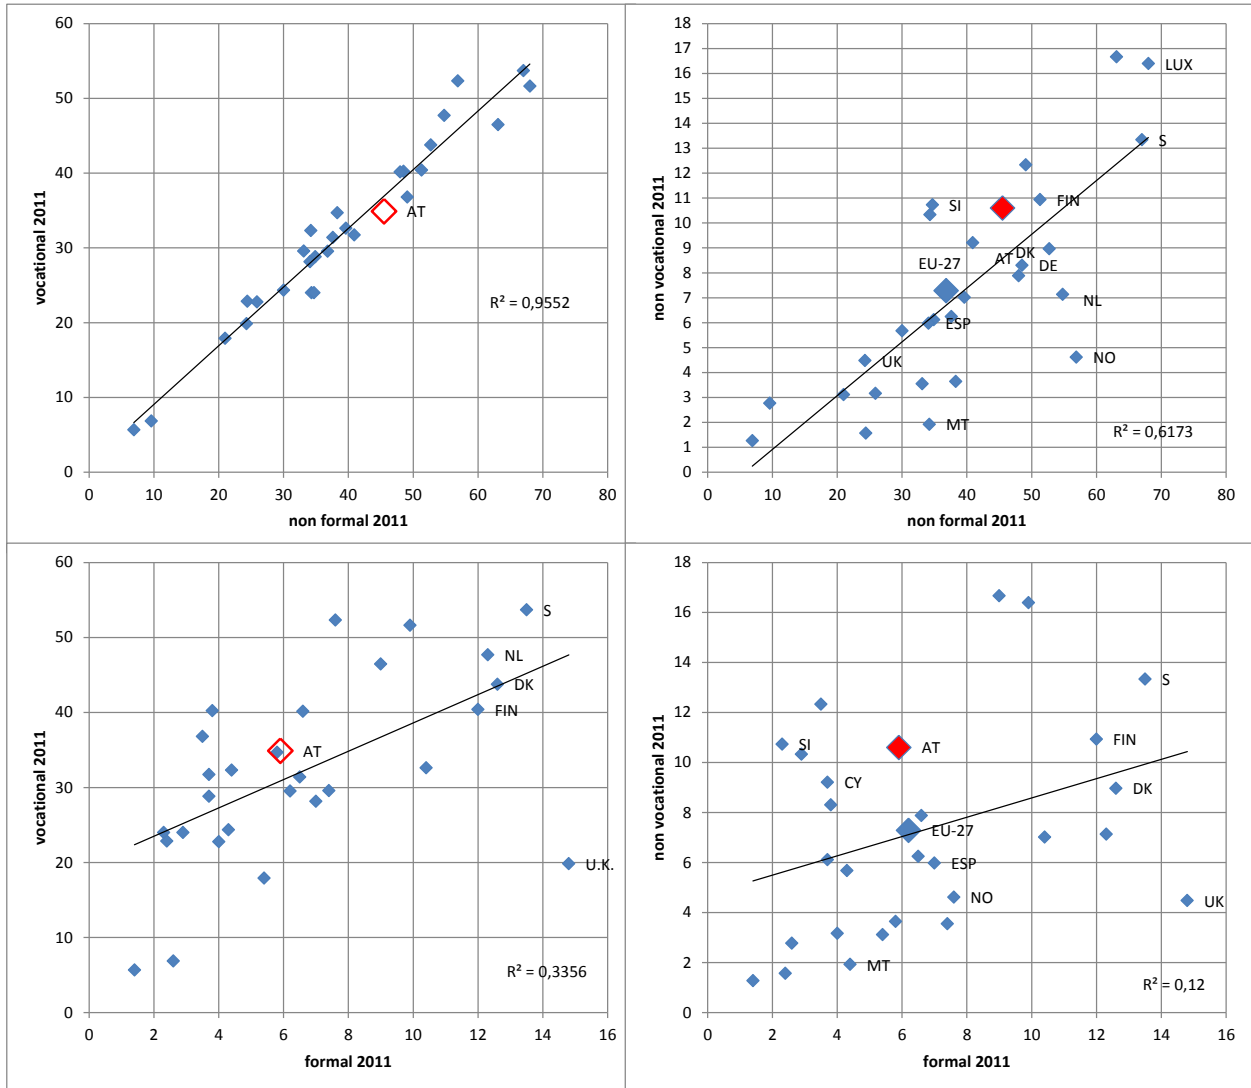 60
50
40
30
20
10
0
vocational 2011
AT
R² = 0,9552
0 10 20 30 40 50 60 70 80
non formal 2011
18
17
16
15
14
13
12
11
10
9
8
7
6
5
4
3
2
1
0
non vocational 2011
LUX
S
SI
FIN
DK
AT
EU-27
DE
NL
ESP
UK
NO
MT
R² = 0,6173
0 10 20 30 40 50 60 70 80
non formal 2011
60
50
40
30
20
10
0
vocational 2011
S
NL
DK
FIN
AT
U.K.
R² = 0,3356
0 2 4 6 8 10 12 14 16
formal 2011
18
16
14
12
10
8
6
4
2
0
non vocational 2011
S
SI
AT
FIN
CY
DK
EU-27
ESP
NO
UK
MT
R² = 0,12
0 2 4 6 8 10 12 14 16
formal 2011